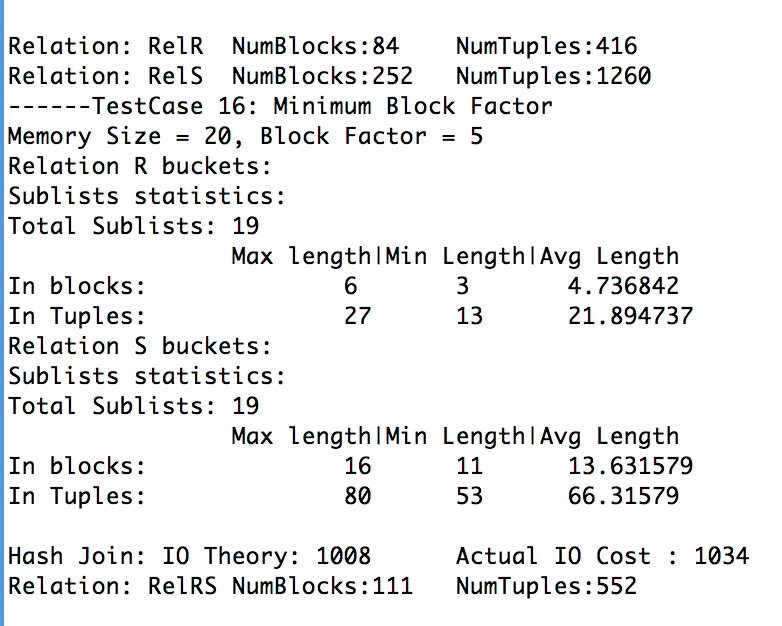 Relation: RelR  NumBlocks:84    NumTuples:416
Relation: RelS  NumBlocks:252   NumTuples:1260
------TestCase 16: Minimum Block Factor
Memory Size = 20, Block Factor = 5
Relation R buckets:
Sublists statistics:
Total Sublists: 19
                Max length|Min Length|Avg Length
In blocks:              6       3       4.736842
In Tuples:              27      13      21.894737
Relation S buckets:
Sublists statistics:
Total Sublists: 19
                Max length|Min Length|Avg Length
In blocks:              16      11      13.631579
In Tuples:              80      53      66.31579
Hash Join: IO Theory: 1008      Actual IO Cost : 1034
Relation: RelRS NumBlocks:111   NumTuples:552